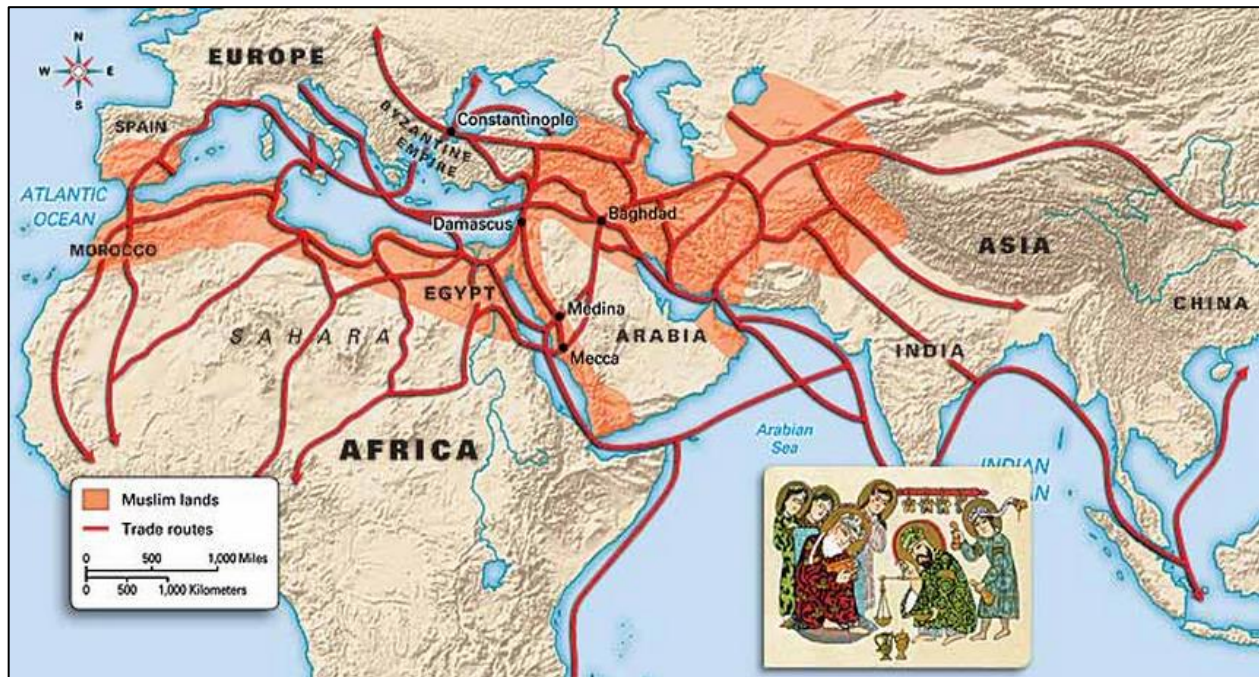 N
W E
S
EUROPE
SPAIN
ATLANTIC
OCEAN
MOROCCO
BYZANTINE
EMPIRE
Constantinople
Damascus
Baghdad
EGYPT
Medina
Mecca
ARABIA
SAHARA
AFRICA
ASIA
CHINA
INDIA
Arabian
Sea
INDIAN
Muslim lands
Trade routes
0 500 1,000 Miles
0 500 1,000 Kilometers